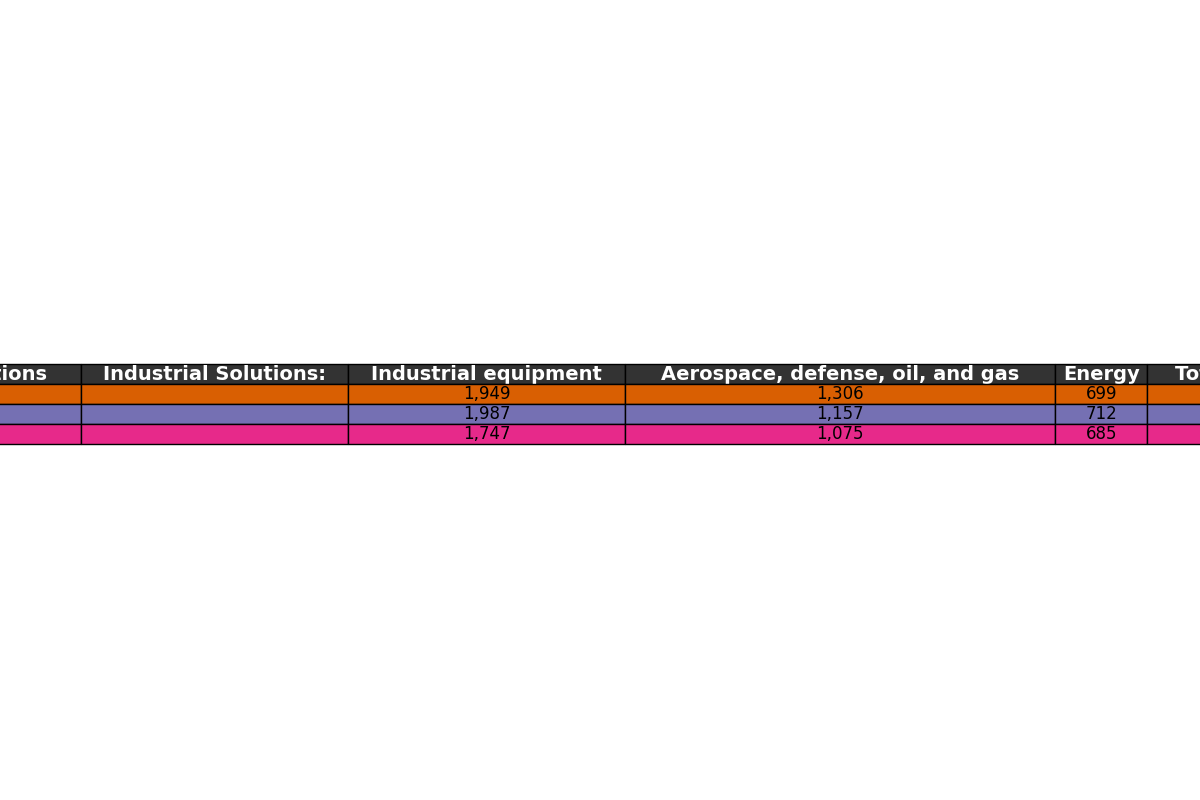 Industrial Solutions: Industrial equipment Aerospace, defense, oil, and gas Energy
1,949 1,306 699
1,987 1,157 712
1,747 1,075 685